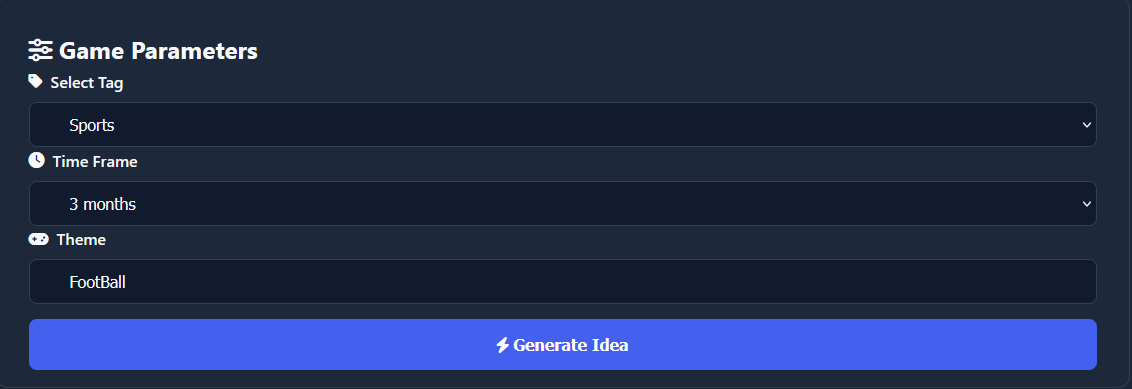 Game Parameters
Select Tag
Sports
Time Frame
3 months
Theme
FootBall
Generate Idea